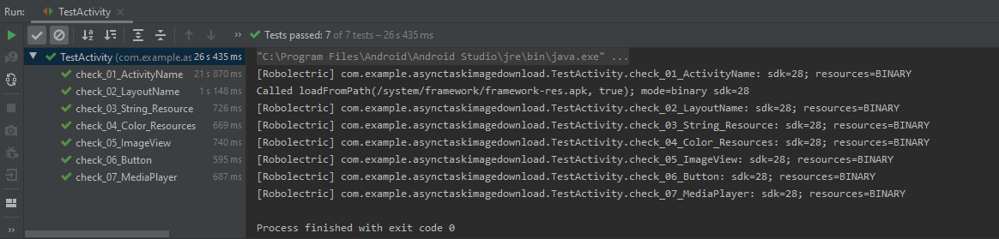 Run: TestActivity ×
Tests passed: 7 of 7 tests – 26 s 435 ms
TestActivity (com.example.as 26 s 435 ms
check_01_ActivityName 21 s 870 ms
check_02_LayoutName 1 s 148 ms
check_03_String_Resource 726 ms
check_04_Color_Resources 669 ms
check_05_ImageView 740 ms
check_06_Button 595 ms
check_07_MediaPlayer 687 ms
"C:\Program Files\Android\Android Studio\jre\bin\java.exe" ...
[Robolectric] com.example.asynctaskimagedownload.TestActivity.check_01_ActivityName: sdk=28; resources=BINARY
Called loadFromPath(/system/framework/framework-res.apk, true); mode=binary sdk=28
[Robolectric] com.example.asynctaskimagedownload.TestActivity.check_02_LayoutName: sdk=28; resources=BINARY
[Robolectric] com.example.asynctaskimagedownload.TestActivity.check_03_String_Resource: sdk=28; resources=BINARY
[Robolectric] com.example.asynctaskimagedownload.TestActivity.check_04_Color_Resources: sdk=28; resources=BINARY
[Robolectric] com.example.asynctaskimagedownload.TestActivity.check_05_ImageView: sdk=28; resources=BINARY
[Robolectric] com.example.asynctaskimagedownload.TestActivity.check_06_Button: sdk=28; resources=BINARY
[Robolectric] com.example.asynctaskimagedownload.TestActivity.check_07_MediaPlayer: sdk=28; resources=BINARY
Process finished with exit code 0